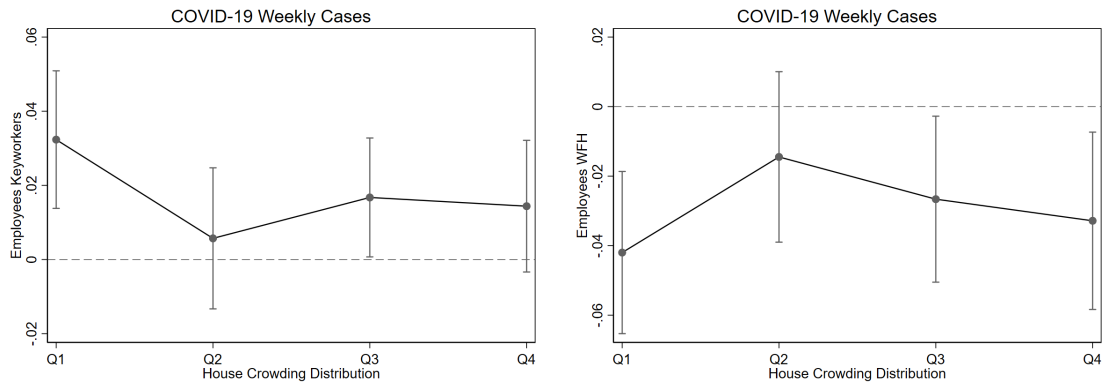 COVID-19 Weekly Cases
Employees Keyworkers
.06
.04
.02
0
-.02
Q1 Q2 Q3 Q4
House Crowding Distribution
COVID-19 Weekly Cases
Employees WFH
.02
0
-.02
-.04
-.06
Q1 Q2 Q3 Q4
House Crowding Distribution